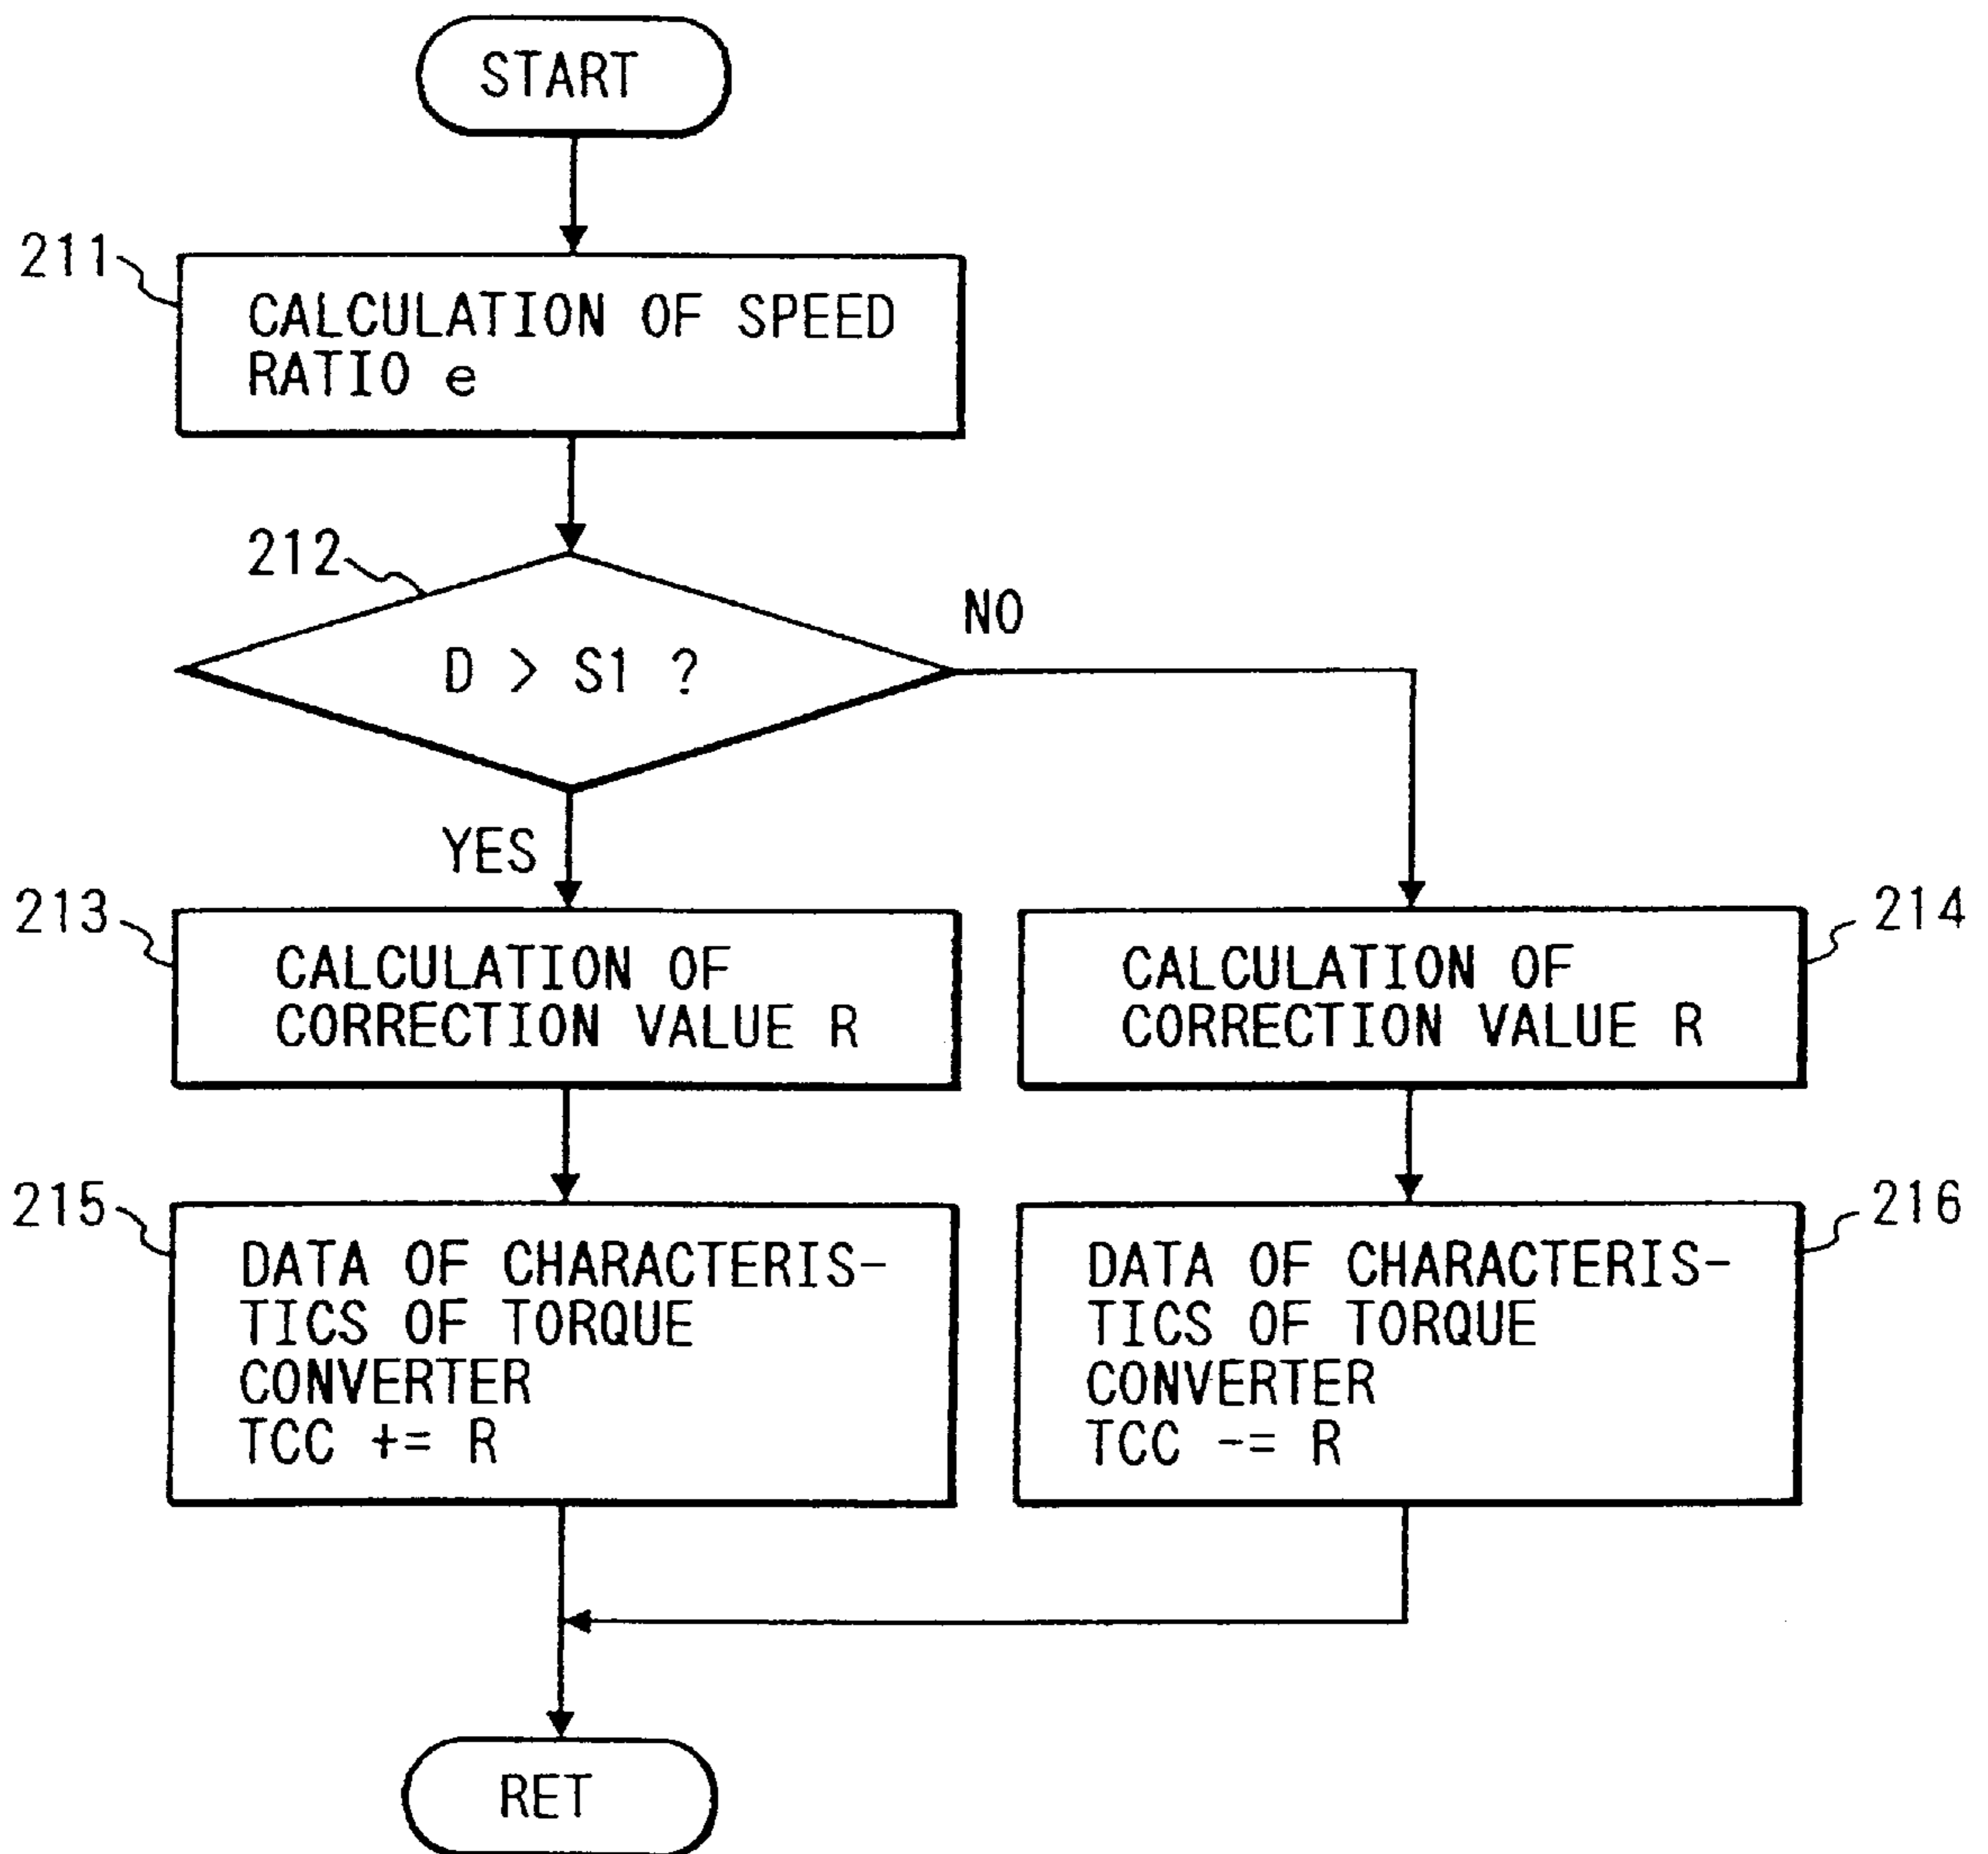 START
211
CALCULATION OF SPEED
RATIO e
212
D > S1 ?
NO
YES
213
CALCULATION OF
CORRECTION VALUE R
214
CALCULATION OF
CORRECTION VALUE R
215
DATA OF CHARACTERIS-
TICS OF TORQUE
CONVERTER
TCC += R
216
DATA OF CHARACTERIS-
TICS OF TORQUE
CONVERTER
TCC -= R
RET